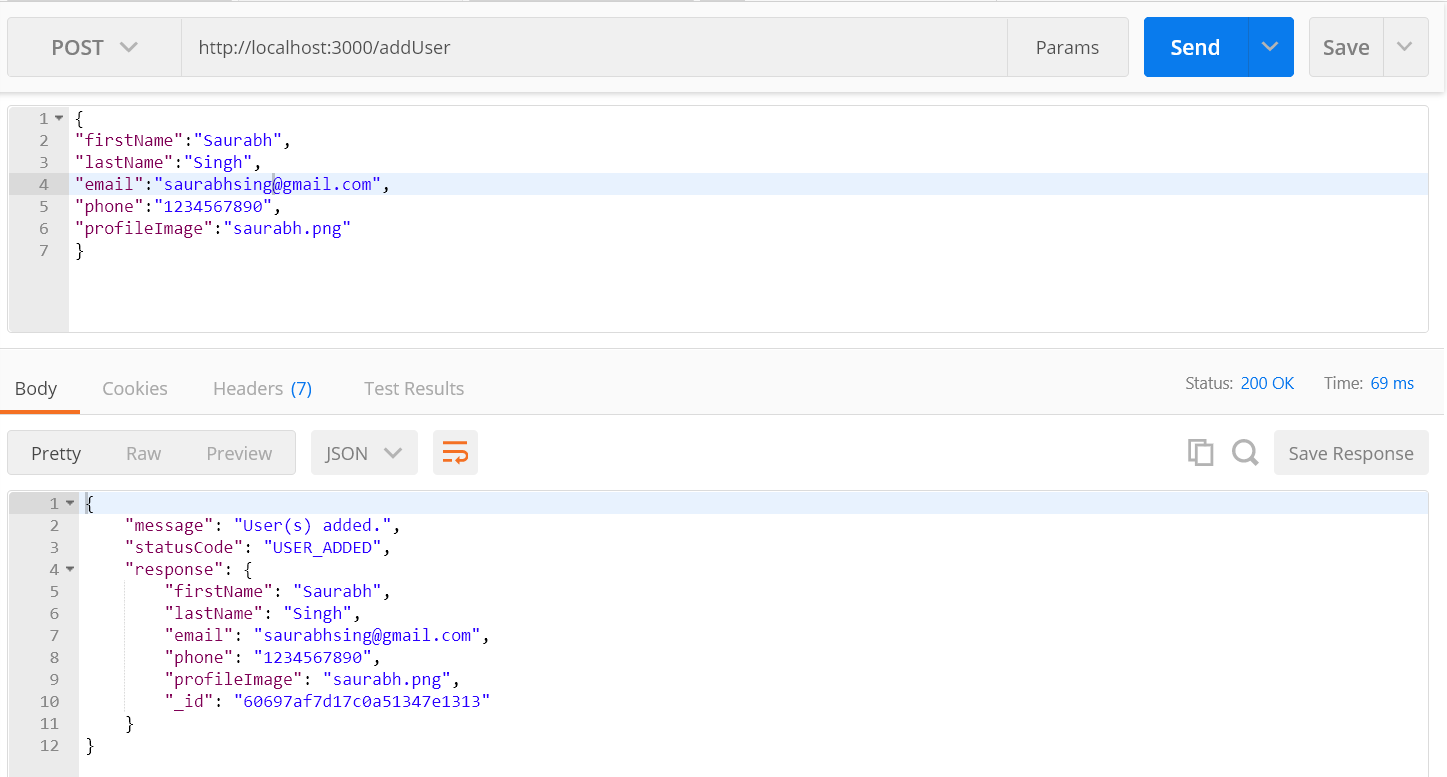 POST http://localhost:3000/addUser Params Send Save
1 {
2 "firstName":"Saurabh",
3 "lastName":"Singh",
4 "email":"saurabhsing@gmail.com",
5 "phone":"1234567890",
6 "profileImage":"saurabh.png"
7 }
Body Cookies Headers (7) Test Results Status: 200 OK Time: 69 ms
Pretty Raw Preview JSON Save Response
1 {
2 "message": "User(s) added.",
3 "statusCode": "USER_ADDED",
4 "response": {
5 "firstName": "Saurabh",
6 "lastName": "Singh",
7 "email": "saurabhsing@gmail.com",
8 "phone": "1234567890",
9 "profileImage": "saurabh.png",
10 "_id": "60697af7d17c0a51347e1313"
11 }
12 }